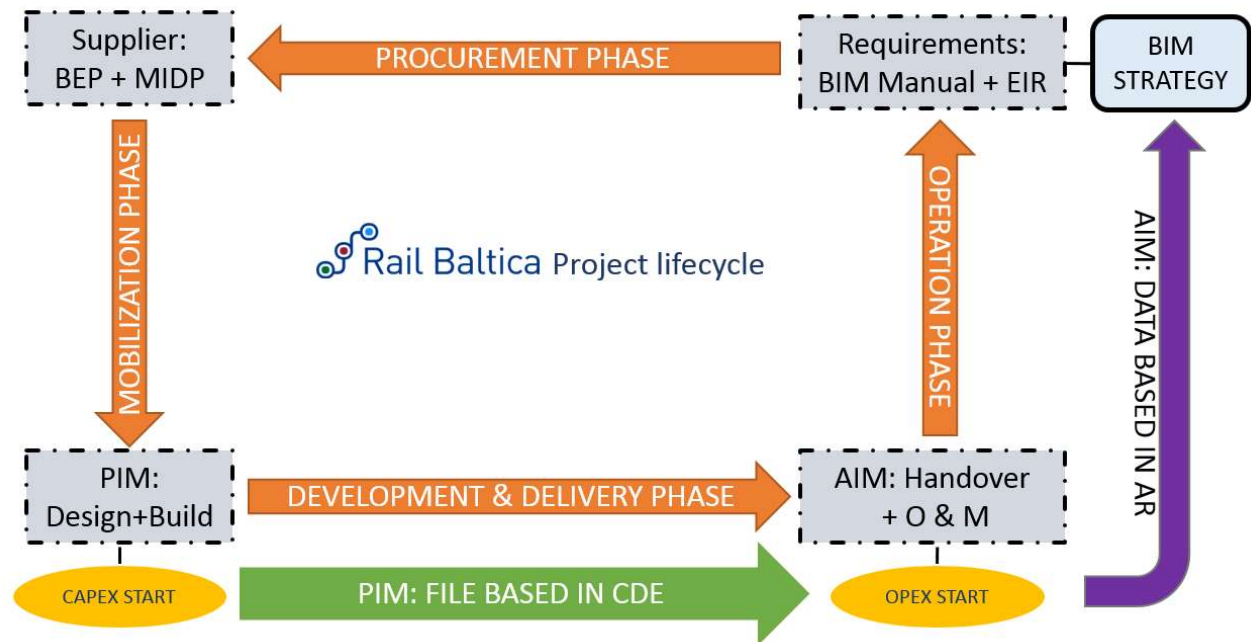 Supplier:
BEP + MIDP
PROCUREMENT PHASE
Requirements:
BIM Manual + EIR
BIM
STRATEGY
MOBILIZATION PHASE
Rail Baltica Project lifecycle
OPERATION PHASE
AIM: DATA BASED IN AR
PIM:
Design+Build
DEVELOPMENT & DELIVERY PHASE
AIM: Handover
+ O & M
CAPEX START
PIM: FILE BASED IN CDE
OPEX START